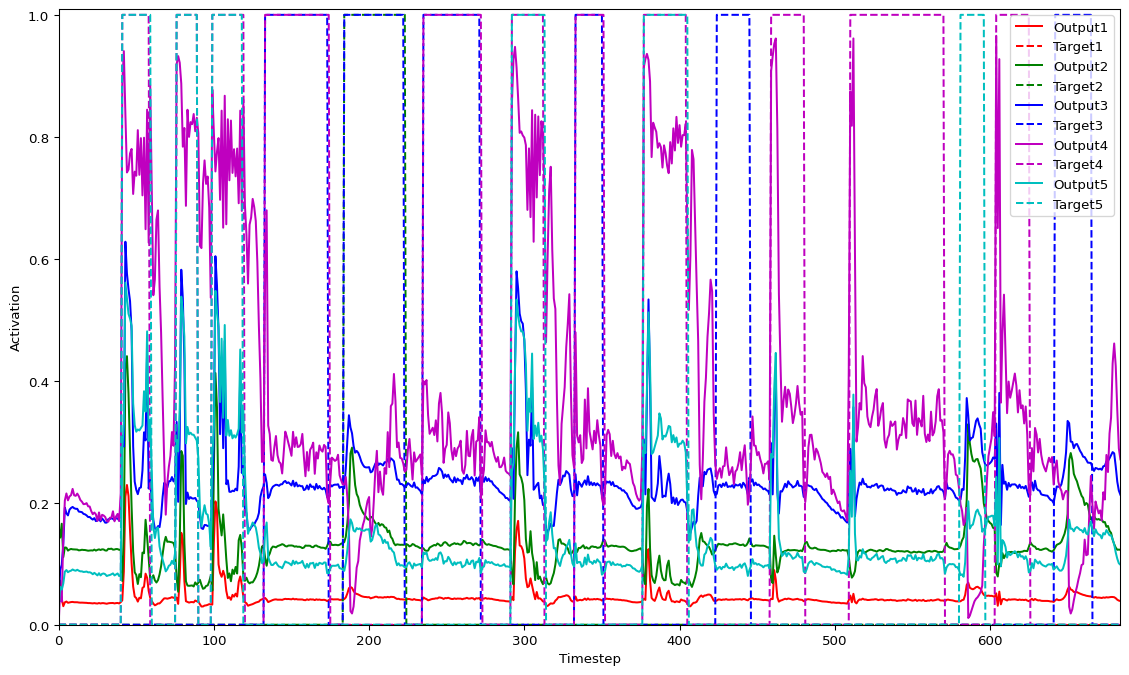 1.0
0.8
0.6
0.4
0.2
0.0
Activation
0
100
200
300
400
500
600
Timestep
Output1
Target1
Output2
Target2
Output3
Target3
Output4
Target4
Output5
Target5